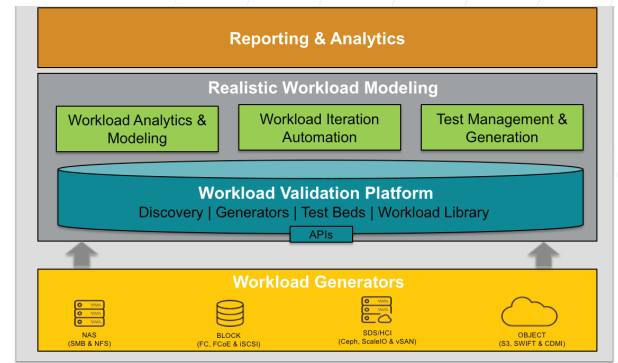 Reporting & Analytics
Realistic Workload Modeling
Workload Analytics &
Modeling
Workload Iteration
Automation
Test Management &
Generation
Workload Validation Platform
Discovery | Generators | Test Beds | Workload Library
APIs
Workload Generators
NAS
(SMB & NFS)
BLOCK
(FC, FCoE & iSCSI)
SDS/HCI
(Ceph, ScaleIO & vSAN)
OBJECT
(S3, SWIFT & CDMI)